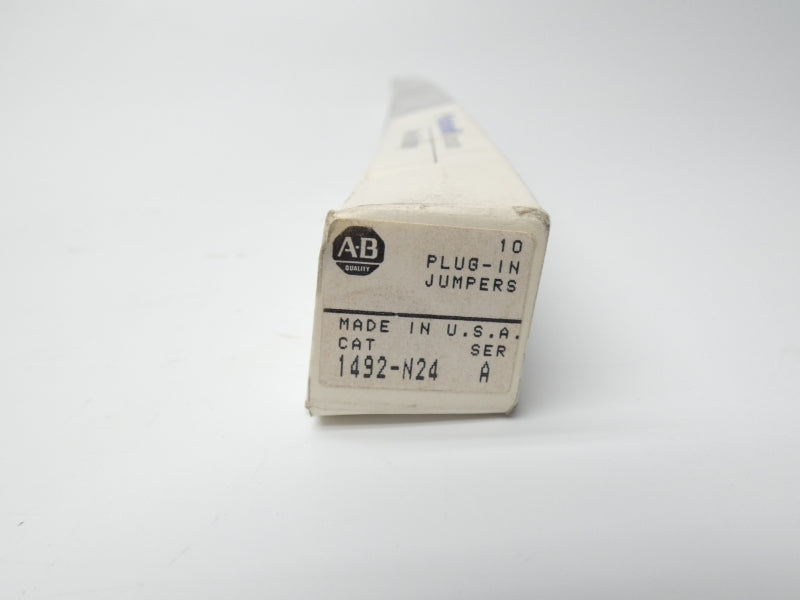 A-B
QUALITY
10
PLUG-IN
JUMPERS
MADE IN U.S.A.
CAT SER
1492-N24 A